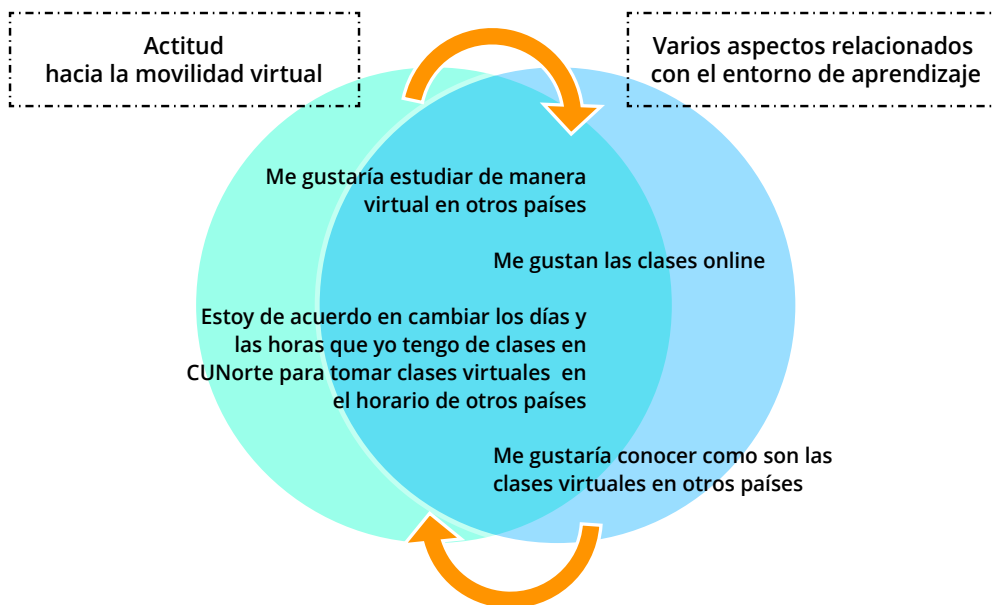 Actitud
hacia la movilidad virtual
Varios aspectos relacionados
con el entorno de aprendizaje
Me gustaría estudiar de manera
virtual en otros países
Me gustan las clases online
Estoy de acuerdo en cambiar los días y
las horas que yo tengo de clases en
CUNorte para tomar clases virtuales en
el horario de otros países
Me gustaría conocer como son las
clases virtuales en otros países